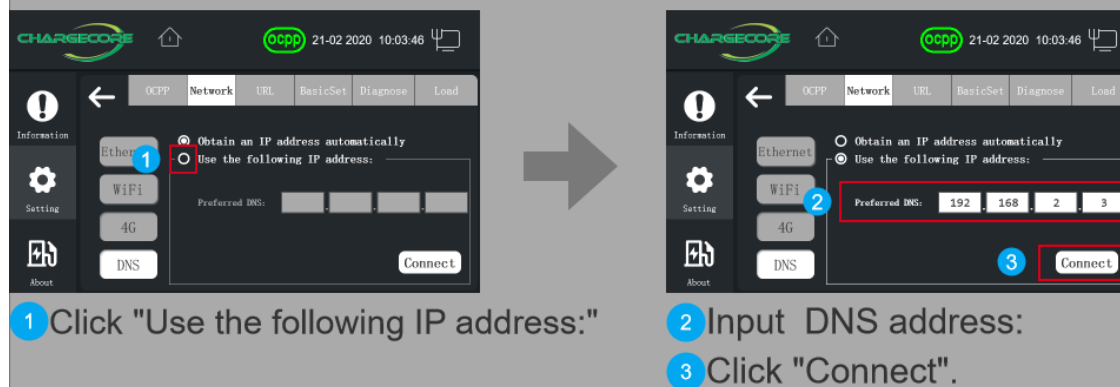 CHARGECORE
ocpp 21-02 2020 10:03:46
OCPP Network URL BasicSet Diagnose Load
Information
Setting
About
Ethernet
WiFi
4G
DNS
Obtain an IP address automatically
1
Use the following IP address:
Preferred DNS: . . .
Connect
1 Click "Use the following IP address:"
CHARGECORE
ocpp 21-02 2020 10:03:46
OCPP Network URL BasicSet Diagnose Load
Information
Setting
About
Ethernet
WiFi
4G
DNS
Obtain an IP address automatically
Use the following IP address:
2
Preferred DNS: 192 . 168 . 2 . 3
3 Connect
2 Input DNS address:
3 Click "Connect".